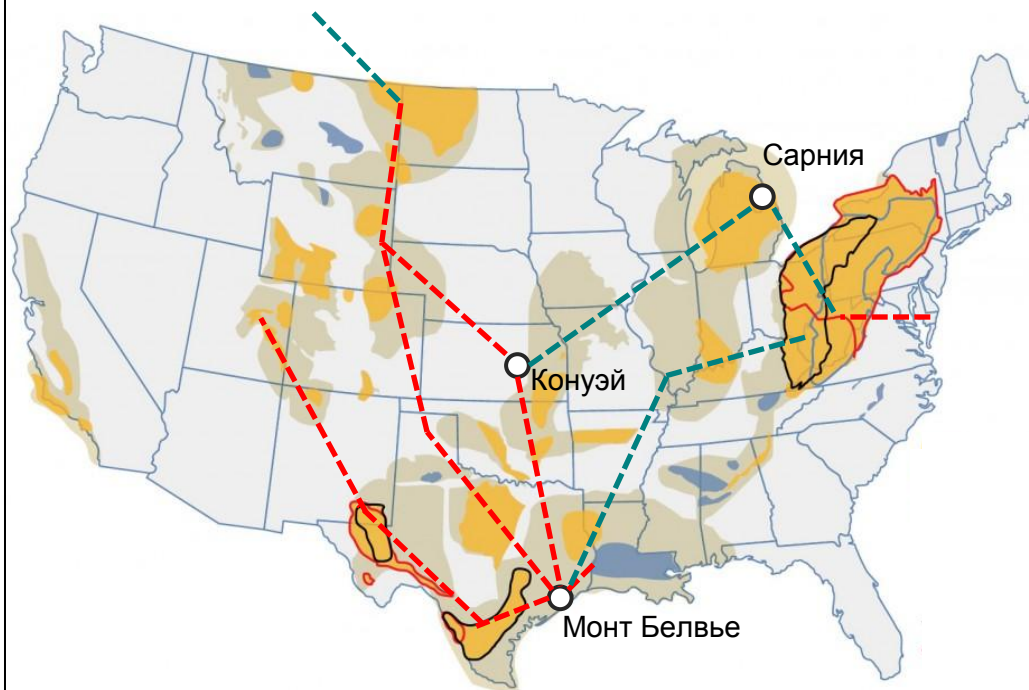 Сарния
Конуэй
Монт Белвье